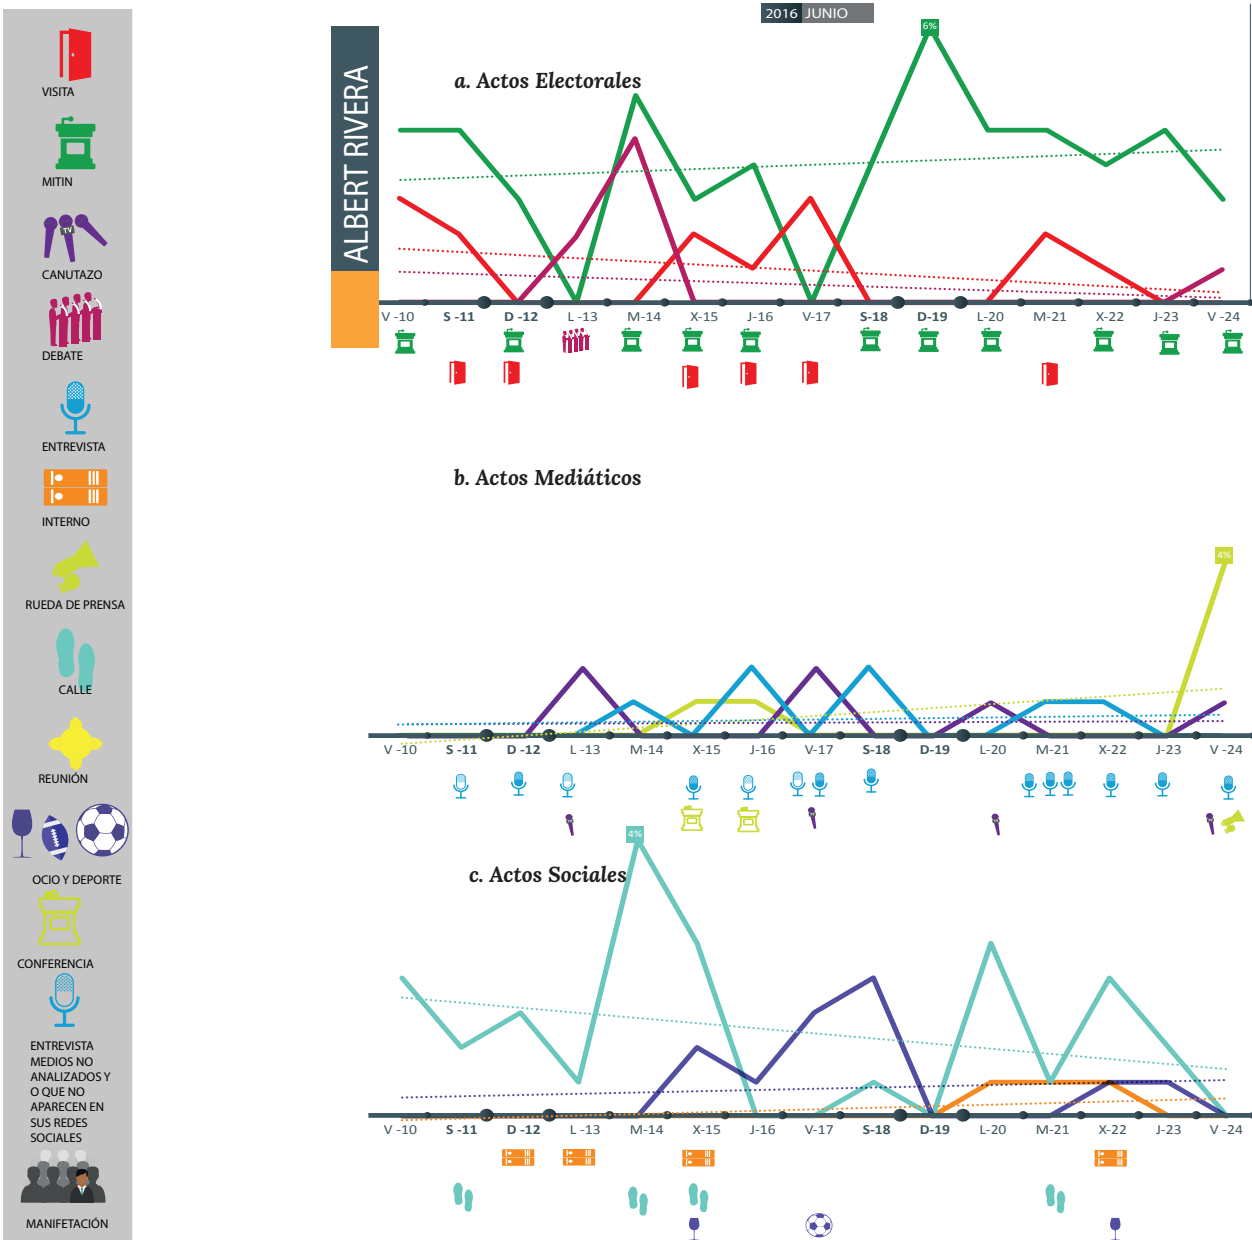 VISITA
MITIN
TV
CANUTAZO
DEBATE
ENTREVISTA
INTERNO
RUEDA DE PRENSA
CALLE
REUNIÓN
OCIO Y DEPORTE
CONFERENCIA
ENTREVISTA
MEDIOS NO
ANALIZADOS Y
O QUE NO
APARECEN EN
SUS REDES
SOCIALES
MANIFETACIÓN
2016 JUNIO
ALBERT RIVERA
6%
a. Actos Electorales
V -10 S -11 D -12 L -13 M-14 X-15 J-16 V-17 S-18 D-19 L-20 M-21 X-22 J-23 V -24
b. Actos Mediáticos
4%
V -10 S -11 D -12 L -13 M-14 X-15 J-16 V-17 S-18 D-19 L-20 M-21 X-22 J-23 V -24
4%
c. Actos Sociales
V -10 S -11 D -12 L -13 M-14 X-15 J-16 V-17 S-18 D-19 L-20 M-21 X-22 J-23 V -24